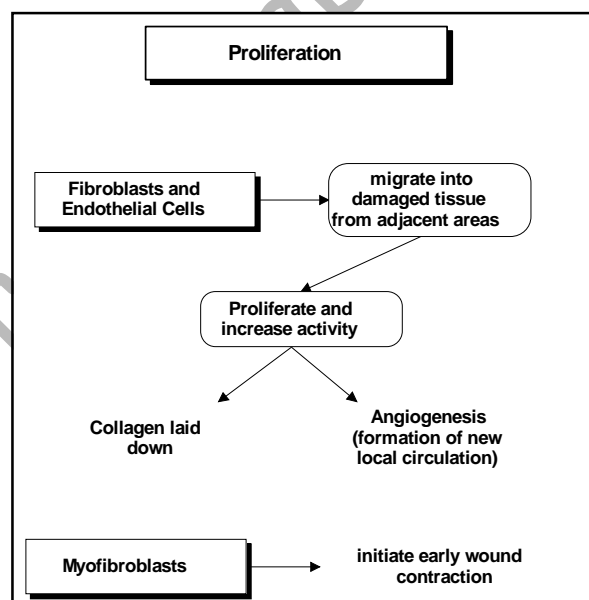 Proliferation
Fibroblasts and
Endothelial Cells
migrate into
damaged tissue
from adjacent areas
Proliferate and
increase activity
Collagen laid
down
Angiogenesis
(formation of new
local circulation)
Myofibroblasts
initiate early wound
contraction